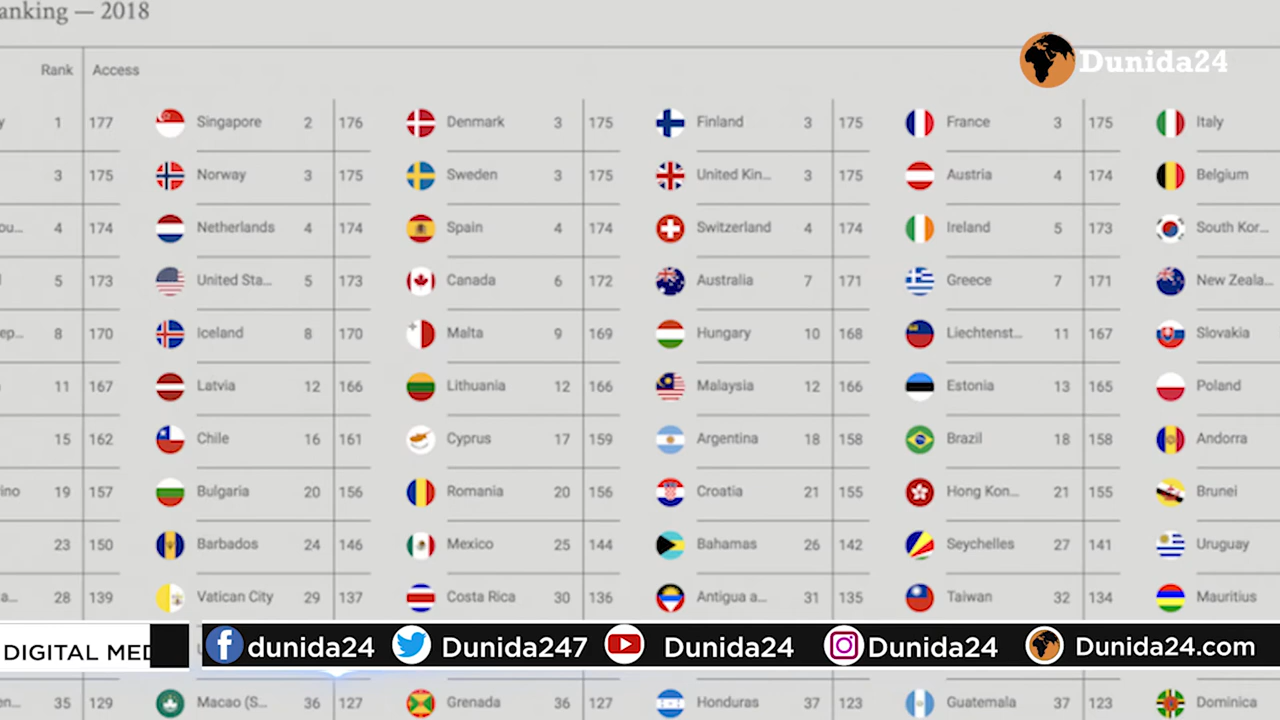 anking — 2018
Dunida24
Rank Access
y 1 177 Singapore 2 176 Denmark 3 175 Finland 3 175 France 3 175 Italy
3 175 Norway 3 175 Sweden 3 175 United Kin... 3 175 Austria 4 174 Belgium
ou... 4 174 Netherlands 4 174 Spain 4 174 Switzerland 4 174 Ireland 5 173 South Kor...
5 173 United Sta... 5 173 Canada 6 172 Australia 7 171 Greece 7 171 New Zeala...
ep... 8 170 Iceland 8 170 Malta 9 169 Hungary 10 168 Liechtenst... 11 167 Slovakia
11 167 Latvia 12 166 Lithuania 12 166 Malaysia 12 166 Estonia 13 165 Poland
15 162 Chile 16 161 Cyprus 17 159 Argentina 18 158 Brazil 18 158 Andorra
ino 19 157 Bulgaria 20 156 Romania 20 156 Croatia 21 155 Hong Kon... 21 155 Brunei
23 150 Barbados 24 146 Mexico 25 144 Bahamas 26 142 Seychelles 27 141 Uruguay
a... 28 139 Vatican City 29 137 Costa Rica 30 136 Antigua a... 31 135 Taiwan 32 134 Mauritius
DIGITAL MED dunida24 Dunida247 Dunida24 Dunida24 Dunida24.com
en... 35 129 Macao (S... 36 127 Grenada 36 127 Honduras 37 123 Guatemala 37 123 Dominica